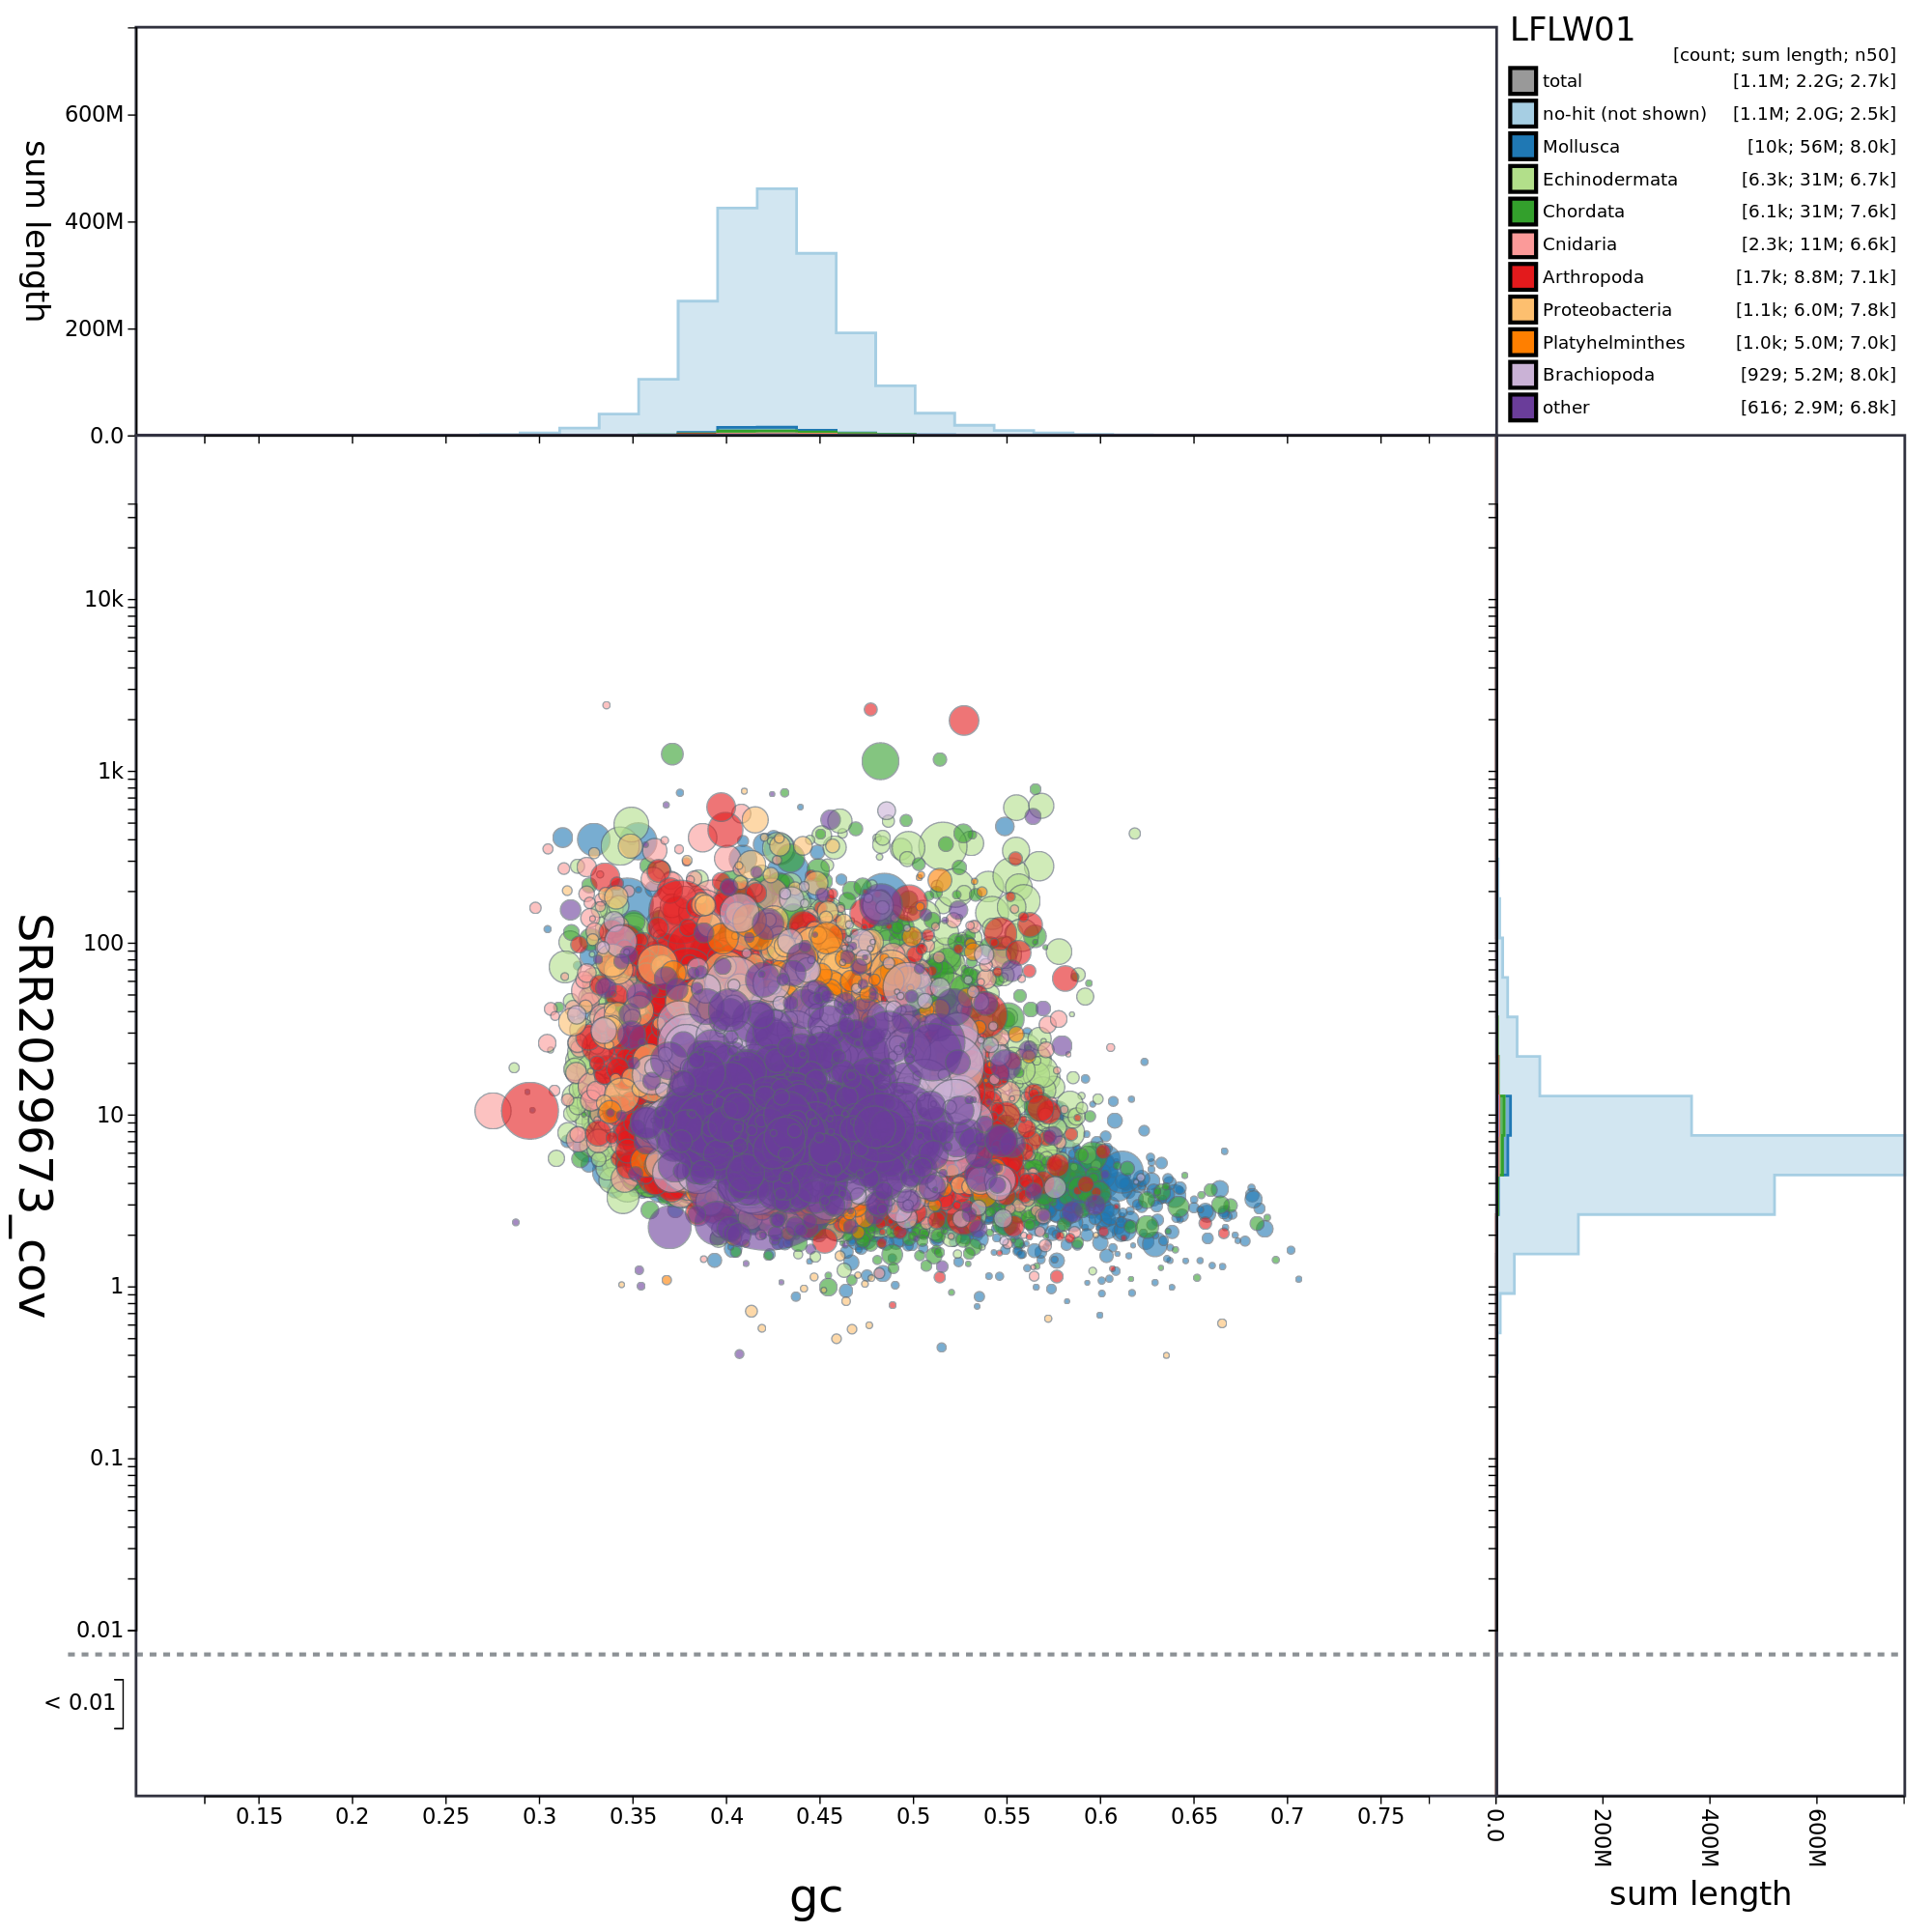 LFLW01
[count; sum length; n50]
total [1.1M; 2.2G; 2.7k]
no-hit (not shown) [1.1M; 2.0G; 2.5k]
Mollusca [10k; 56M; 8.0k]
Echinodermata [6.3k; 31M; 6.7k]
Chordata [6.1k; 31M; 7.6k]
Cnidaria [2.3k; 11M; 6.6k]
Arthropoda [1.7k; 8.8M; 7.1k]
Proteobacteria [1.1k; 6.0M; 7.8k]
Platyhelminthes [1.0k; 5.0M; 7.0k]
Brachiopoda [929; 5.2M; 8.0k]
other [616; 2.9M; 6.8k]
sum length
600M
400M
200M
0.0
SRR2029673_cov
10k
1k
100
10
1
0.1
0.01
< 0.01
0.15 0.2 0.25 0.3 0.35 0.4 0.45 0.5 0.55 0.6 0.65 0.7 0.75
gc
0.0 200M 400M 600M
sum length